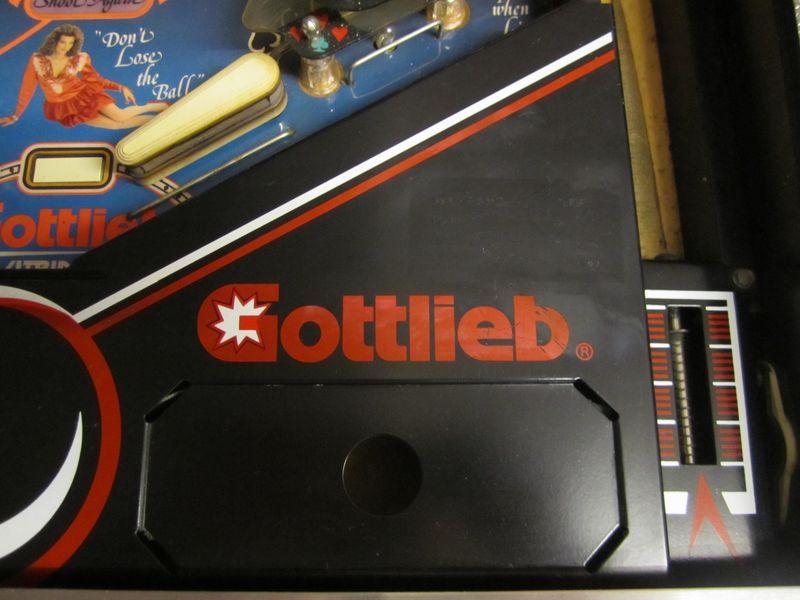 Shoot Again
"Don't
Lose
the
Ball"
when
Gottlieb
Gottlieb®